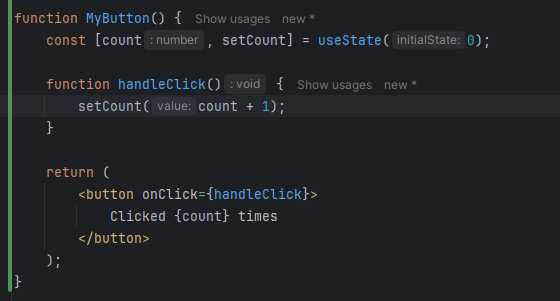 function MyButton() {  Show usages  new *
    const [count : number , setCount] = useState( initialState: 0);

    function handleClick() : void  {  Show usages  new *
        setCount( value: count + 1);
    }

    return (
        <button onClick={handleClick}>
            Clicked {count} times
        </button>
    );
}